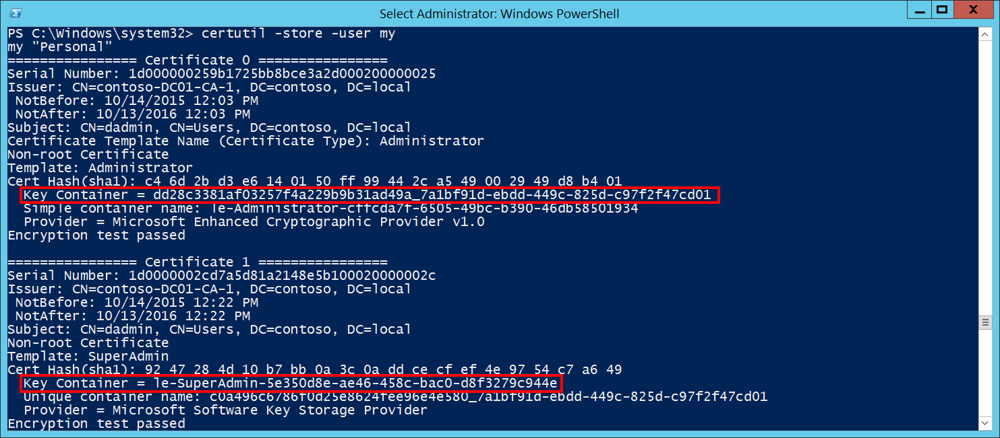 Select Administrator: Windows PowerShell
PS C:\Windows\system32> certutil -store -user my
my "Personal"
================ Certificate 0 ================
Serial Number: 1d000000259b1725bb8bce3a2d000200000025
Issuer: CN=contoso-DC01-CA-1, DC=contoso, DC=local
 NotBefore: 10/14/2015 12:03 PM
 NotAfter: 10/13/2016 12:03 PM
Subject: CN=dadmin, CN=Users, DC=contoso, DC=local
Certificate Template Name (Certificate Type): Administrator
Non-root Certificate
Template: Administrator
Cert Hash(sha1): c4 6d 2b d3 e6 14 01 50 ff 99 44 2c a5 49 00 29 49 d8 b4 01
  Key Container = dd28c3381af03257f4a229b9b31ad49a_7a1bf91d-ebdd-449c-825d-c97f2f47cd01
  Simple container name: le-Administrator-cffcda7f-6505-49bc-b390-46db58501934
  Provider = Microsoft Enhanced Cryptographic Provider v1.0
Encryption test passed

================ Certificate 1 ================
Serial Number: 1d0000002cd7a5d81a2148e5b100020000002c
Issuer: CN=contoso-DC01-CA-1, DC=contoso, DC=local
 NotBefore: 10/14/2015 12:22 PM
 NotAfter: 10/13/2016 12:22 PM
Subject: CN=dadmin, CN=Users, DC=contoso, DC=local
Non-root Certificate
Template: SuperAdmin
Cert Hash(sha1): 92 47 28 4d 10 b7 bb 0a 3c 0a dd ce cf ef 4e 97 54 c7 a6 49
  Key Container = le-SuperAdmin-5e350d8e-ae46-458c-bac0-d8f3279c944e
  Unique container name: c0a496c6786f0d25e8624fee96e4e580_7a1bf91d-ebdd-449c-825d-c97f2f47cd01
  Provider = Microsoft Software Key Storage Provider
Encryption test passed